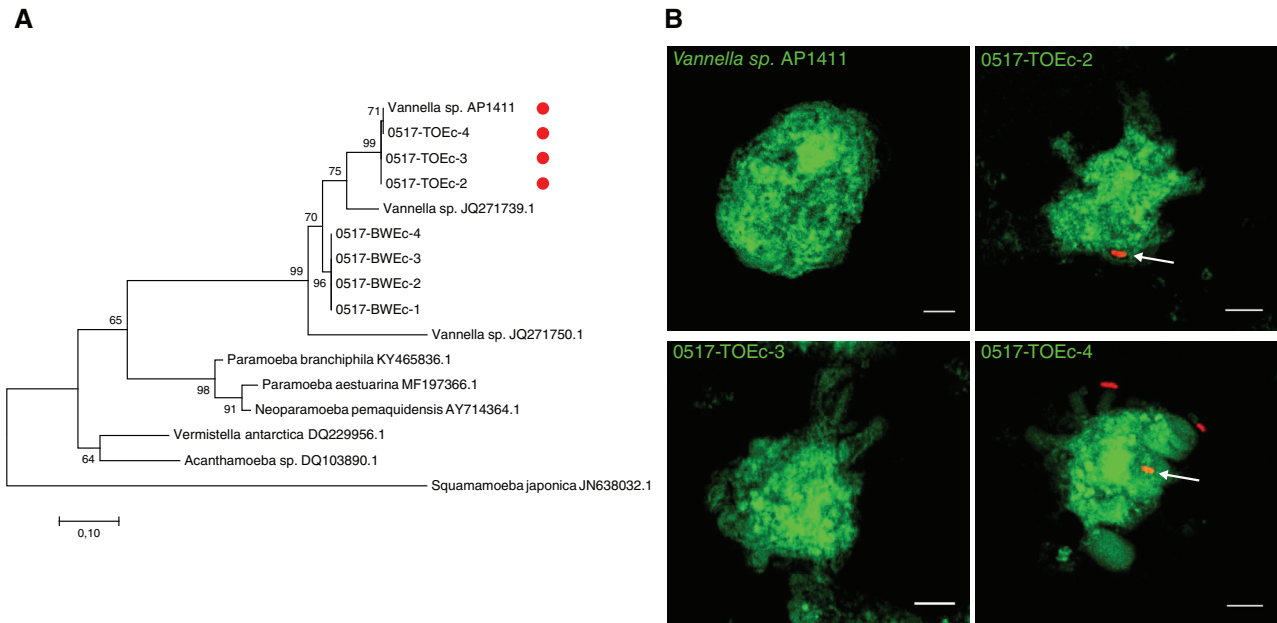 A
B
71
Vannella sp. AP1411
0517-TOEc-4
99
0517-TOEc-3
0517-TOEc-2
75
Vannella sp. JQ271739.1
70
0517-BWEc-4
0517-BWEc-3
99
96
0517-BWEc-2
0517-BWEc-1
Vannella sp. JQ271750.1
65
Paramoeba branchiphila KY465836.1
98
Paramoeba aestuarina MF197366.1
91
Neoparamoeba pemaquidensis AY714364.1
Vermistella antarctica DQ229956.1
64
Acanthamoeba sp. DQ103890.1
Squamamoeba japonica JN638032.1
0,10
Vannella sp. AP1411
0517-TOEc-2
0517-TOEc-3
0517-TOEc-4